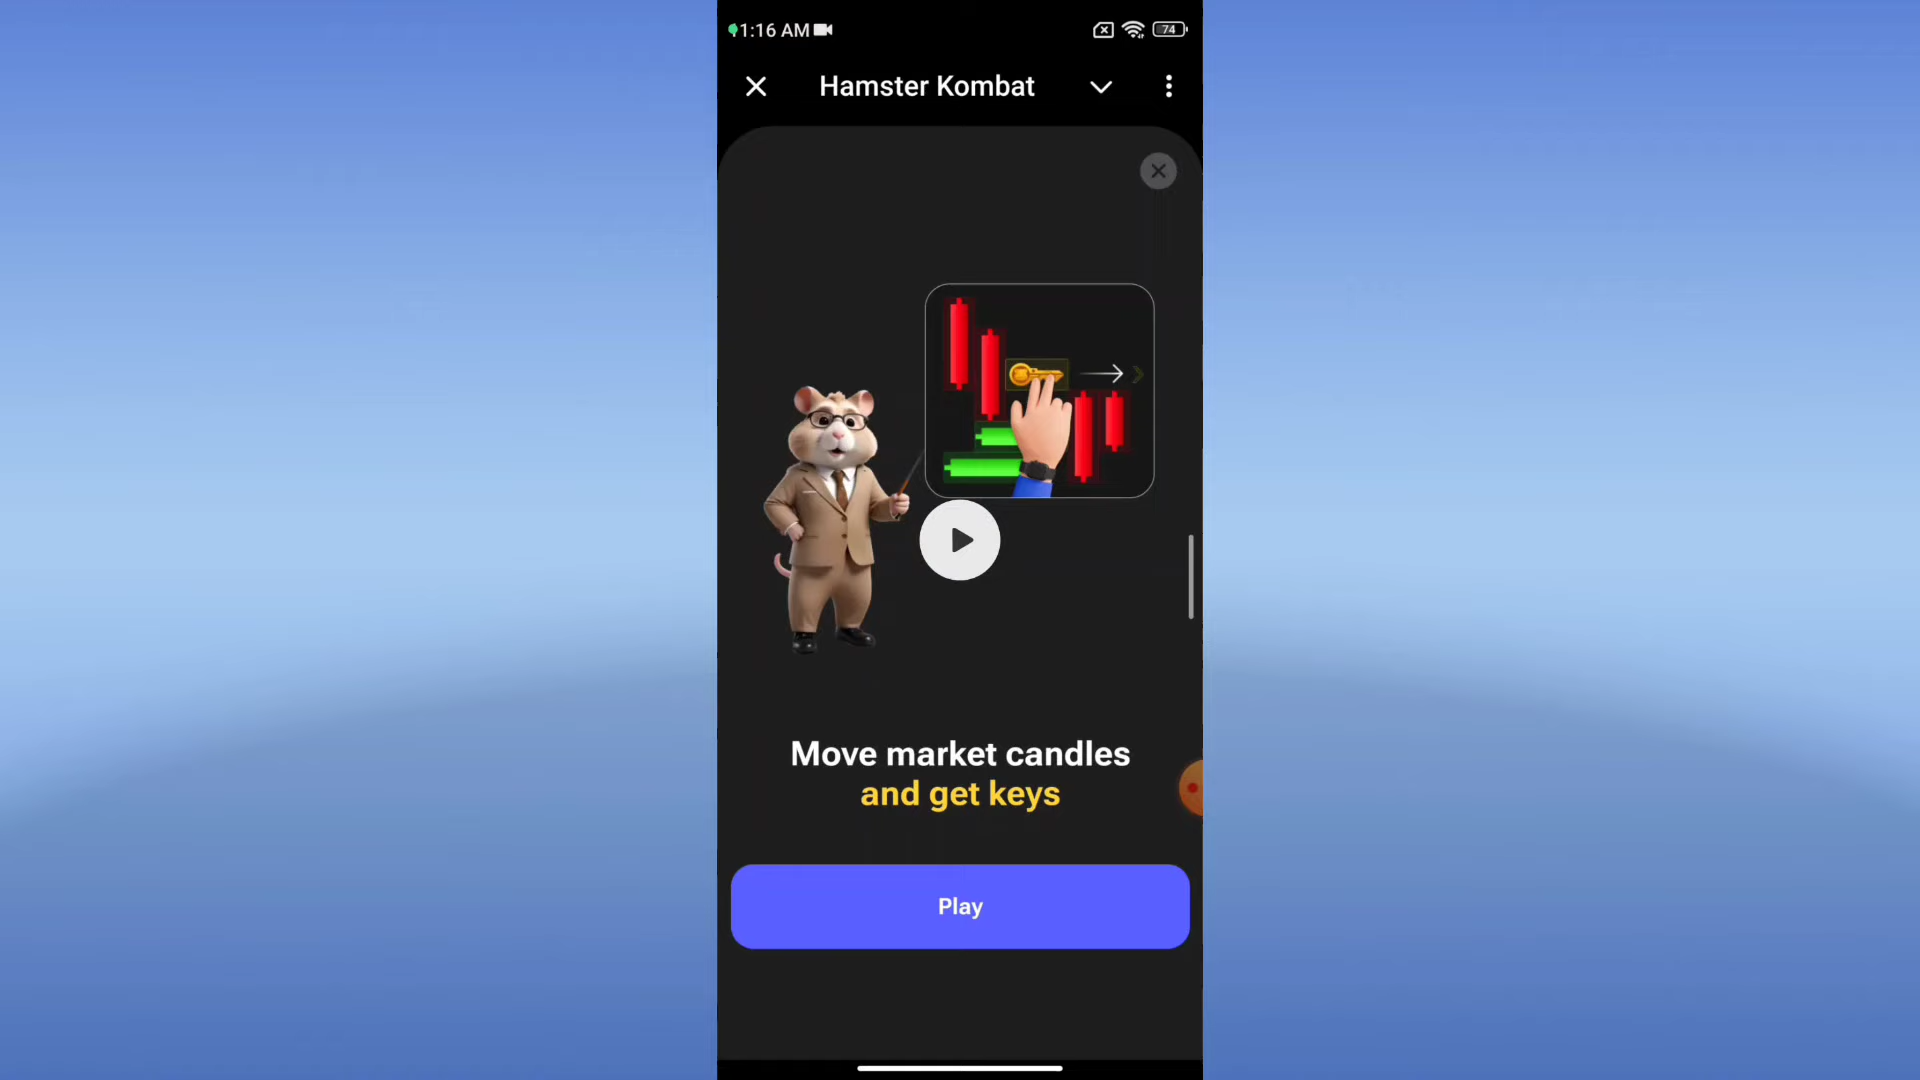 1:16 AM
74
Hamster Kombat
Move market candles
and get keys
Play